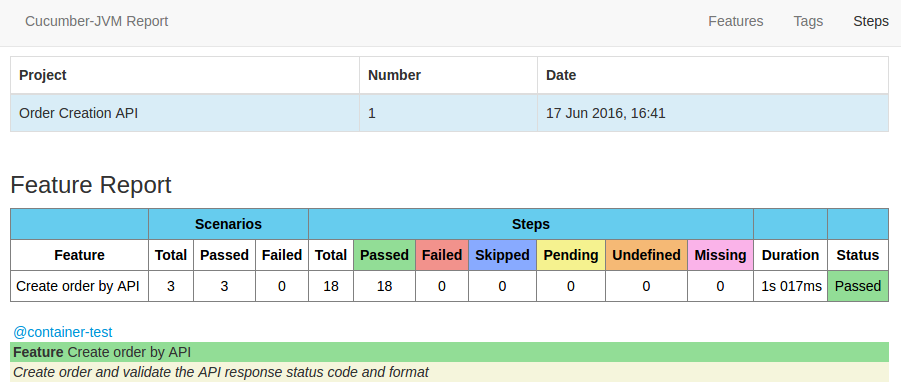 Cucumber-JVM Report Features Tags Steps
Project Number Date
Order Creation API 1 17 Jun 2016, 16:41
Feature Report
Scenarios Steps
Feature Total Passed Failed Total Passed Failed Skipped Pending Undefined Missing Duration Status
Create order by API 3 3 0 18 18 0 0 0 0 0 1s 017ms Passed
@container-test
Feature Create order by API
Create order and validate the API response status code and format